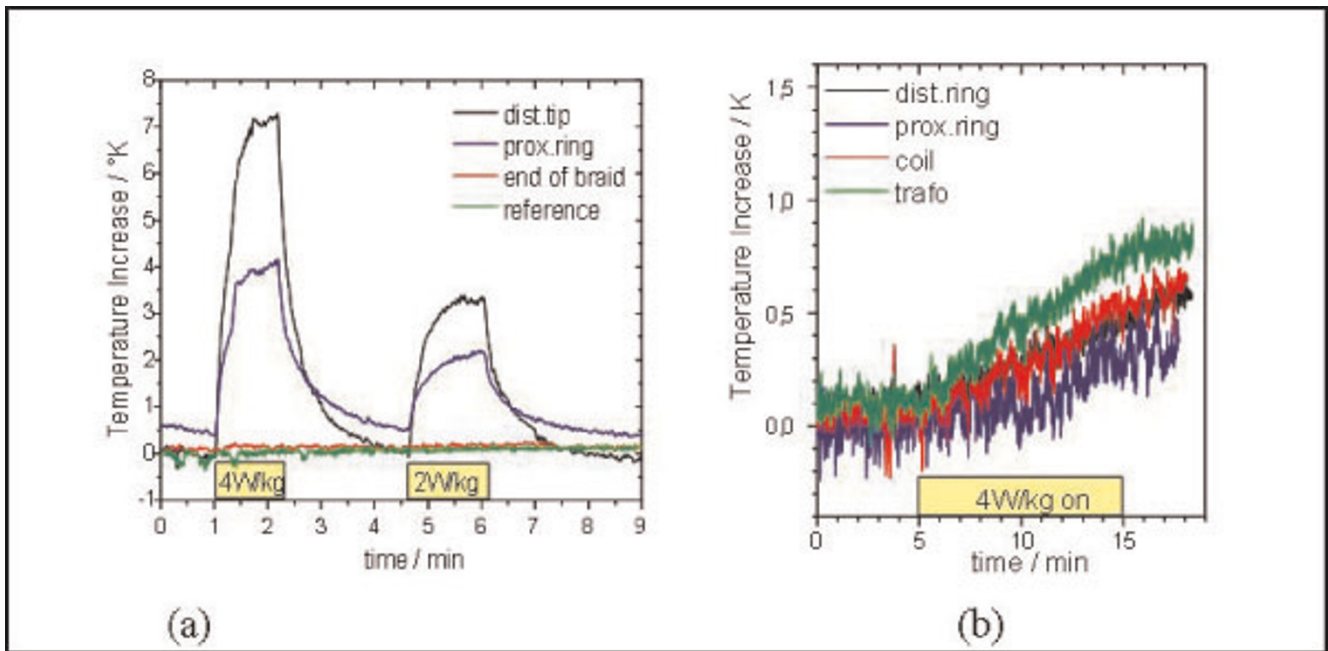 8
7
6
5
4
3
2
1
0
-1
Temperature Increase / °K
dist.tip
prox.ring
end of braid
reference
4W/kg
2W/kg
0 1 2 3 4 5 6 7 8 9
time / min
(a)
1,5
1,0
0,5
0,0
Temperature Increase / K
dist.ring
prox.ring
coil
trafo
4W/kg on
0 5 10 15
time / min
(b)